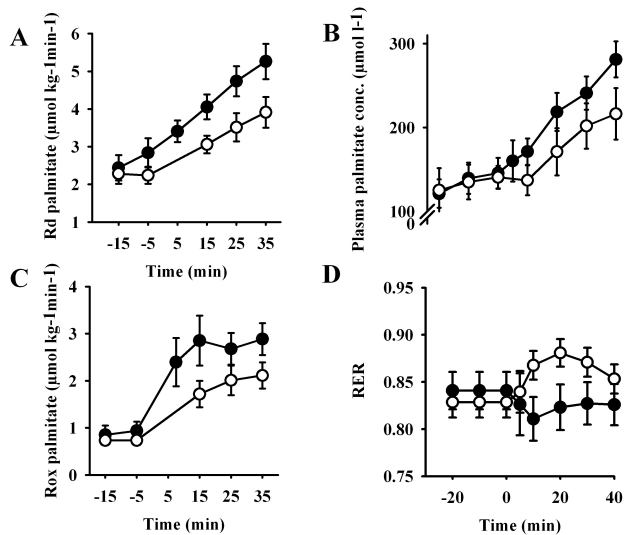 A
Rd palmitate (µmol kg-1min-1)
6
5
4
3
2
1
-15 -5 5 15 25 35
Time (min)
B
Plasma palmitate conc. (µmol l-1)
300
200
100
0
C
Rox palmitate (µmol kg-1min-1)
4
3
2
1
0
-15 -5 5 15 25 35
Time (min)
D
RER
0.95
0.90
0.85
0.80
0.75
-20 0 20 40
Time (min)